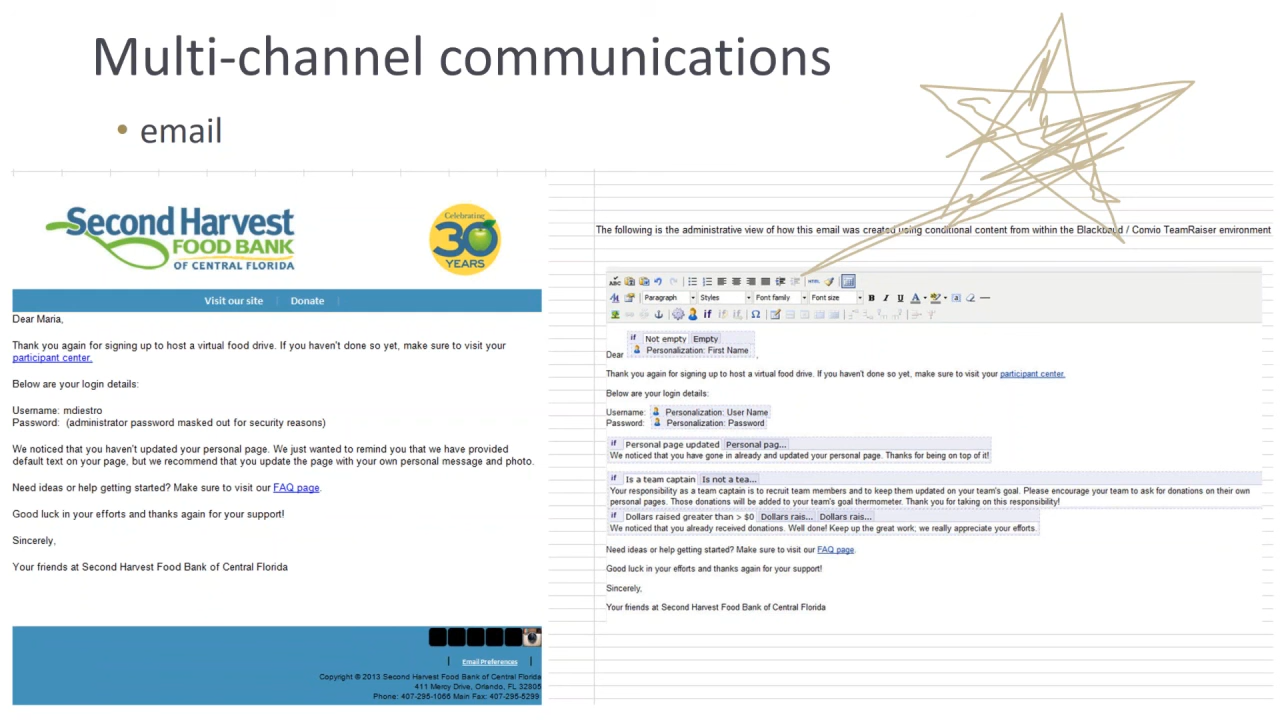 Multi-channel communications
• email
Second Harvest
FOOD BANK
OF CENTRAL FLORIDA
Celebrating
30
YEARS
Visit our site | Donate |
Dear Maria,
Thank you again for signing up to host a virtual food drive. If you haven't done so yet, make sure to visit your
participant center.
Below are your login details:
Username: mdiestro
Password: (administrator password masked out for security reasons)
We noticed that you haven't updated your personal page. We just wanted to remind you that we have provided
default text on your page, but we recommend that you update the page with your own personal message and photo.
Need ideas or help getting started? Make sure to visit our FAQ page.
Good luck in your efforts and thanks again for your support!
Sincerely,
Your friends at Second Harvest Food Bank of Central Florida
| Email Preferences |
Copyright © 2013 Second Harvest Food Bank of Central Florida
411 Mercy Drive, Orlando, FL 32805
Phone: 407-295-1066 Main Fax: 407-295-5299
The following is the administrative view of how this email was created using conditional content from within the Blackbaud / Convio TeamRaiser environment
ABC HTML
Paragraph Styles Font family Font size B I U A
if if if Ω
if Not empty Empty
Dear Personalization: First Name ,
Thank you again for signing up to host a virtual food drive. If you haven't done so yet, make sure to visit your participant center.
Below are your login details:
Username: Personalization: User Name
Password: Personalization: Password
if Personal page updated Personal pag...
We noticed that you have gone in already and updated your personal page. Thanks for being on top of it!
if Is a team captain Is not a tea...
Your responsibility as a team captain is to recruit team members and to keep them updated on your team's goal. Please encourage your team to ask for donations on their own
personal pages. Those donations will be added to your team's goal thermometer. Thank you for taking on this responsibility!
if Dollars raised greater than > $0 Dollars rais... Dollars rais...
We noticed that you already received donations. Well done! Keep up the great work; we really appreciate your efforts.
Need ideas or help getting started? Make sure to visit our FAQ page.
Good luck in your efforts and thanks again for your support!
Sincerely,
Your friends at Second Harvest Food Bank of Central Florida